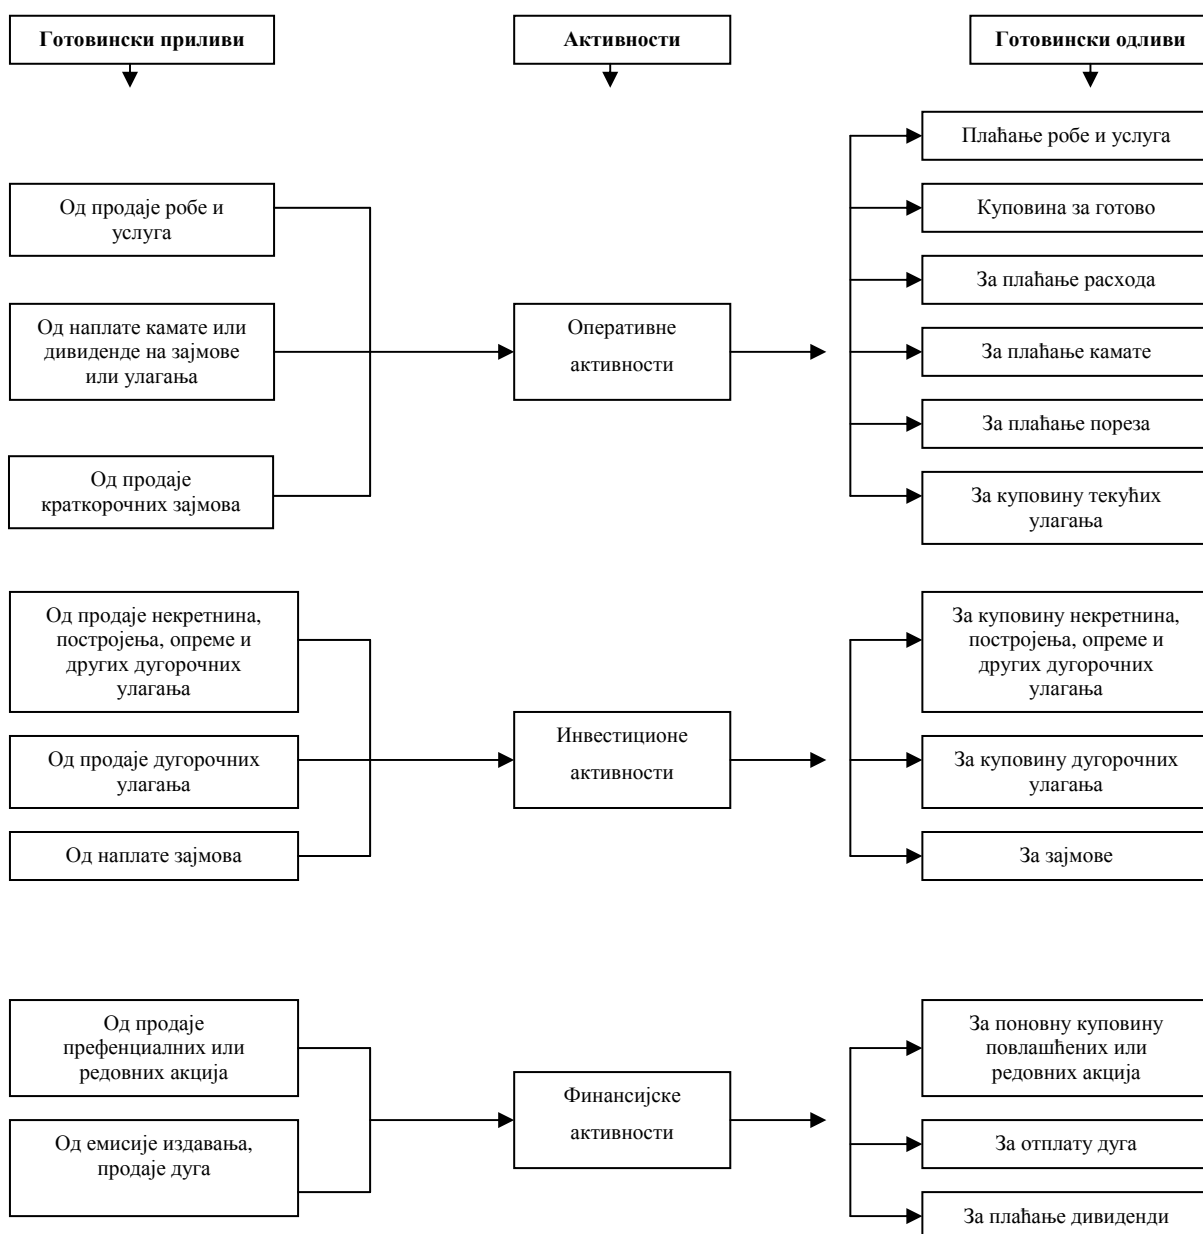 Готовински приливи
Активности
Готовински одливи
Плаћање робе и услуга
Од продаје робе и
услуга
Куповина за готово
За плаћање расхода
Од наплате камате или
дивиденде на зајмове
или улагања
Оперативне
активности
За плаћање камате
За плаћање пореза
Од продаје
краткорочних зајмова
За куповину текућих
улагања
Од продаје некретнина,
постројења, опреме и
других дугорочних
улагања
За куповину некретнина,
постројења, опреме и
других дугорочних
улагања
Од продаје дугорочних
улагања
Инвестиционе
активности
За куповину дугорочних
улагања
Од наплате зајмова
За зајмове
Од продаје
префенциалних или
редовних акција
За поновну куповину
повлашћених или
редовних акција
Финансијске
активности
Од емисије издавања,
продаје дуга
За отплату дуга
За плаћање дивиденди